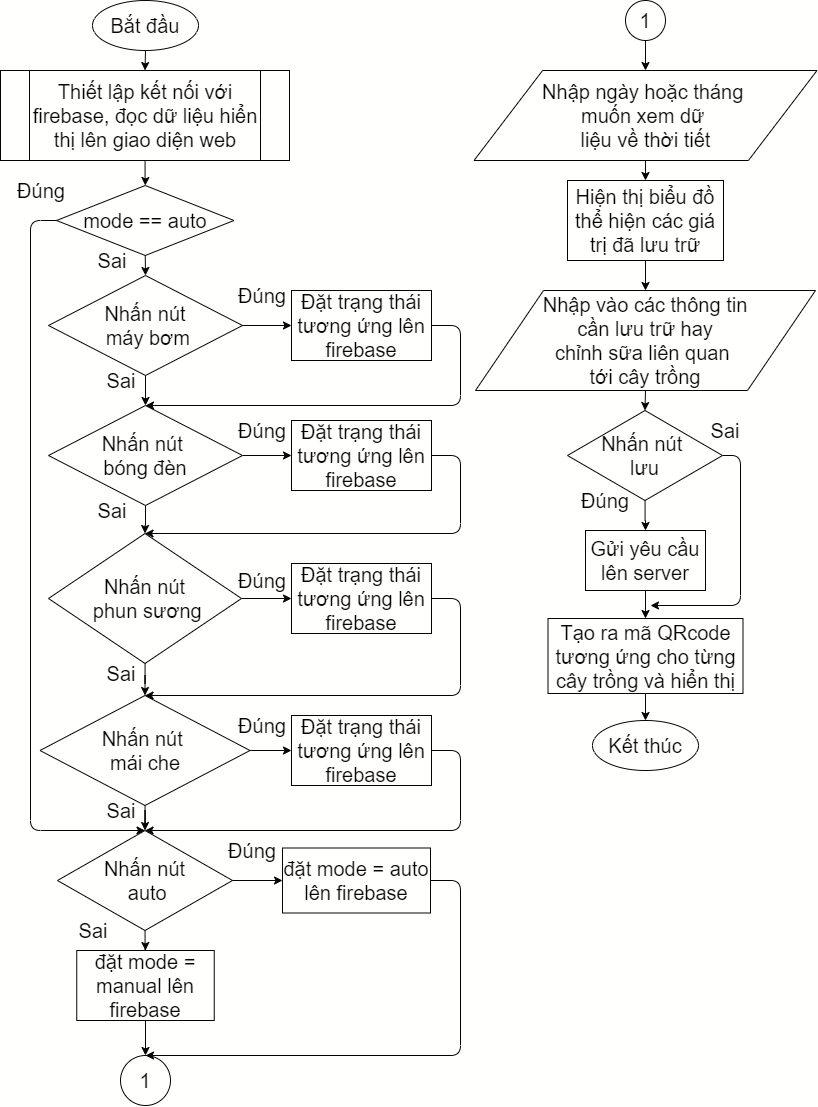 Bắt đầu
Thiết lập kết nối với
firebase, đọc dữ liệu hiển
thị lên giao diện web
Đúng
mode == auto
Sai
Nhấn nút
máy bơm
Đúng
Đặt trạng thái
tương ứng lên
firebase
Sai
Nhấn nút
bóng đèn
Đúng
Đặt trạng thái
tương ứng lên
firebase
Sai
Nhấn nút
phun sương
Đúng
Đặt trạng thái
tương ứng lên
firebase
Sai
Nhấn nút
mái che
Đúng
Đặt trạng thái
tương ứng lên
firebase
Sai
Nhấn nút
auto
Đúng
đặt mode = auto
lên firebase
Sai
đặt mode =
manual lên
firebase
1
1
Nhập ngày hoặc tháng
muốn xem dữ
liệu về thời tiết
Hiện thị biểu đồ
thể hiện các giá
trị đã lưu trữ
Nhập vào các thông tin
cần lưu trữ hay
chỉnh sữa liên quan
tới cây trồng
Nhấn nút
lưu
Sai
Đúng
Gửi yêu cầu
lên server
Tạo ra mã QRcode
tương ứng cho từng
cây trồng và hiển thị
Kết thúc